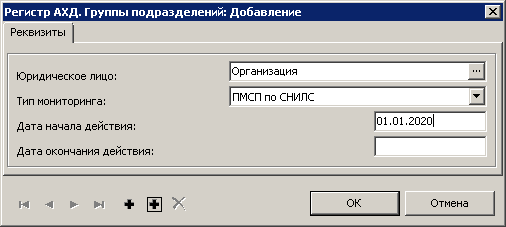 Регистр АХД. Группы подразделений: Добавление
Реквизиты
Юридическое лицо: Организация ...
Тип мониторинга: ПМСП по СНИЛС
Дата начала действия: 01.01.2020
Дата окончания действия:
ОК Отмена